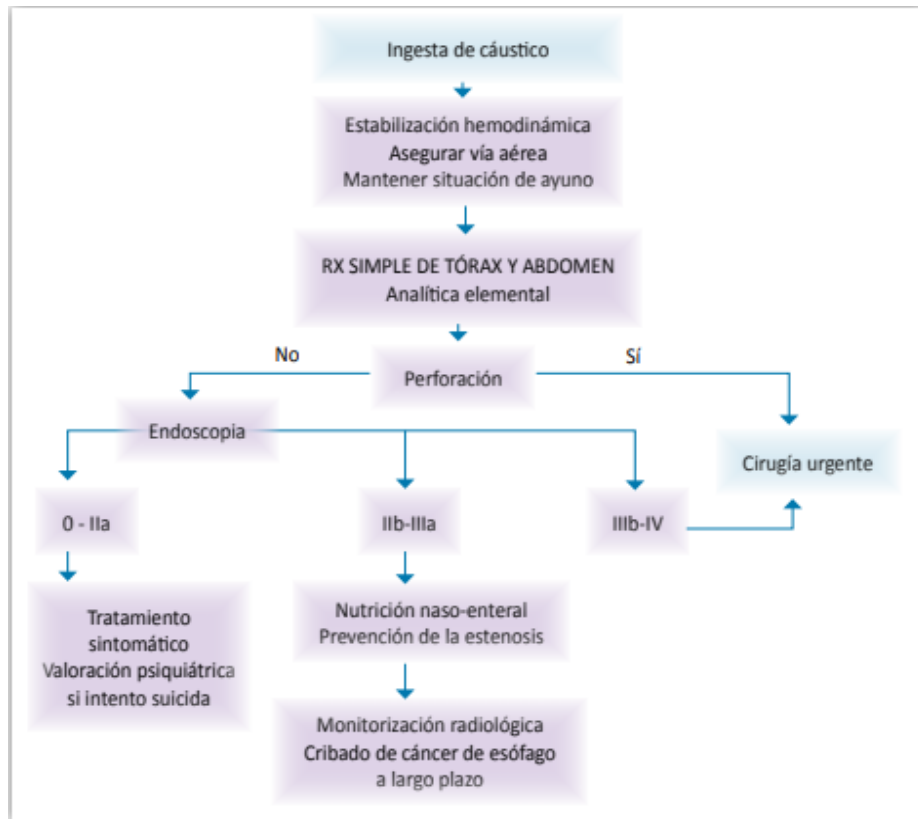 Ingesta de cáustico
Estabilización hemodinámica
Asegurar vía aérea
Mantener situación de ayuno
RX SIMPLE DE TÓRAX Y ABDOMEN
Analítica elemental
No
Sí
Perforación
Endoscopia
Cirugía urgente
0 - IIa
IIb-IIIa
IIIb-IV
Tratamiento
sintomático
Valoración psiquiátrica
si intento suicida
Nutrición naso-enteral
Prevención de la estenosis
Monitorización radiológica
Cribado de cáncer de esófago
a largo plazo